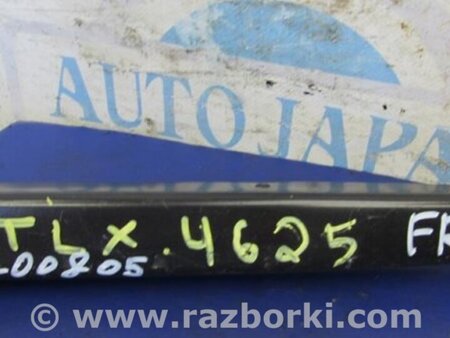 AUTO JAPA
TLX 4625 FR
-00805
www.razborki.com